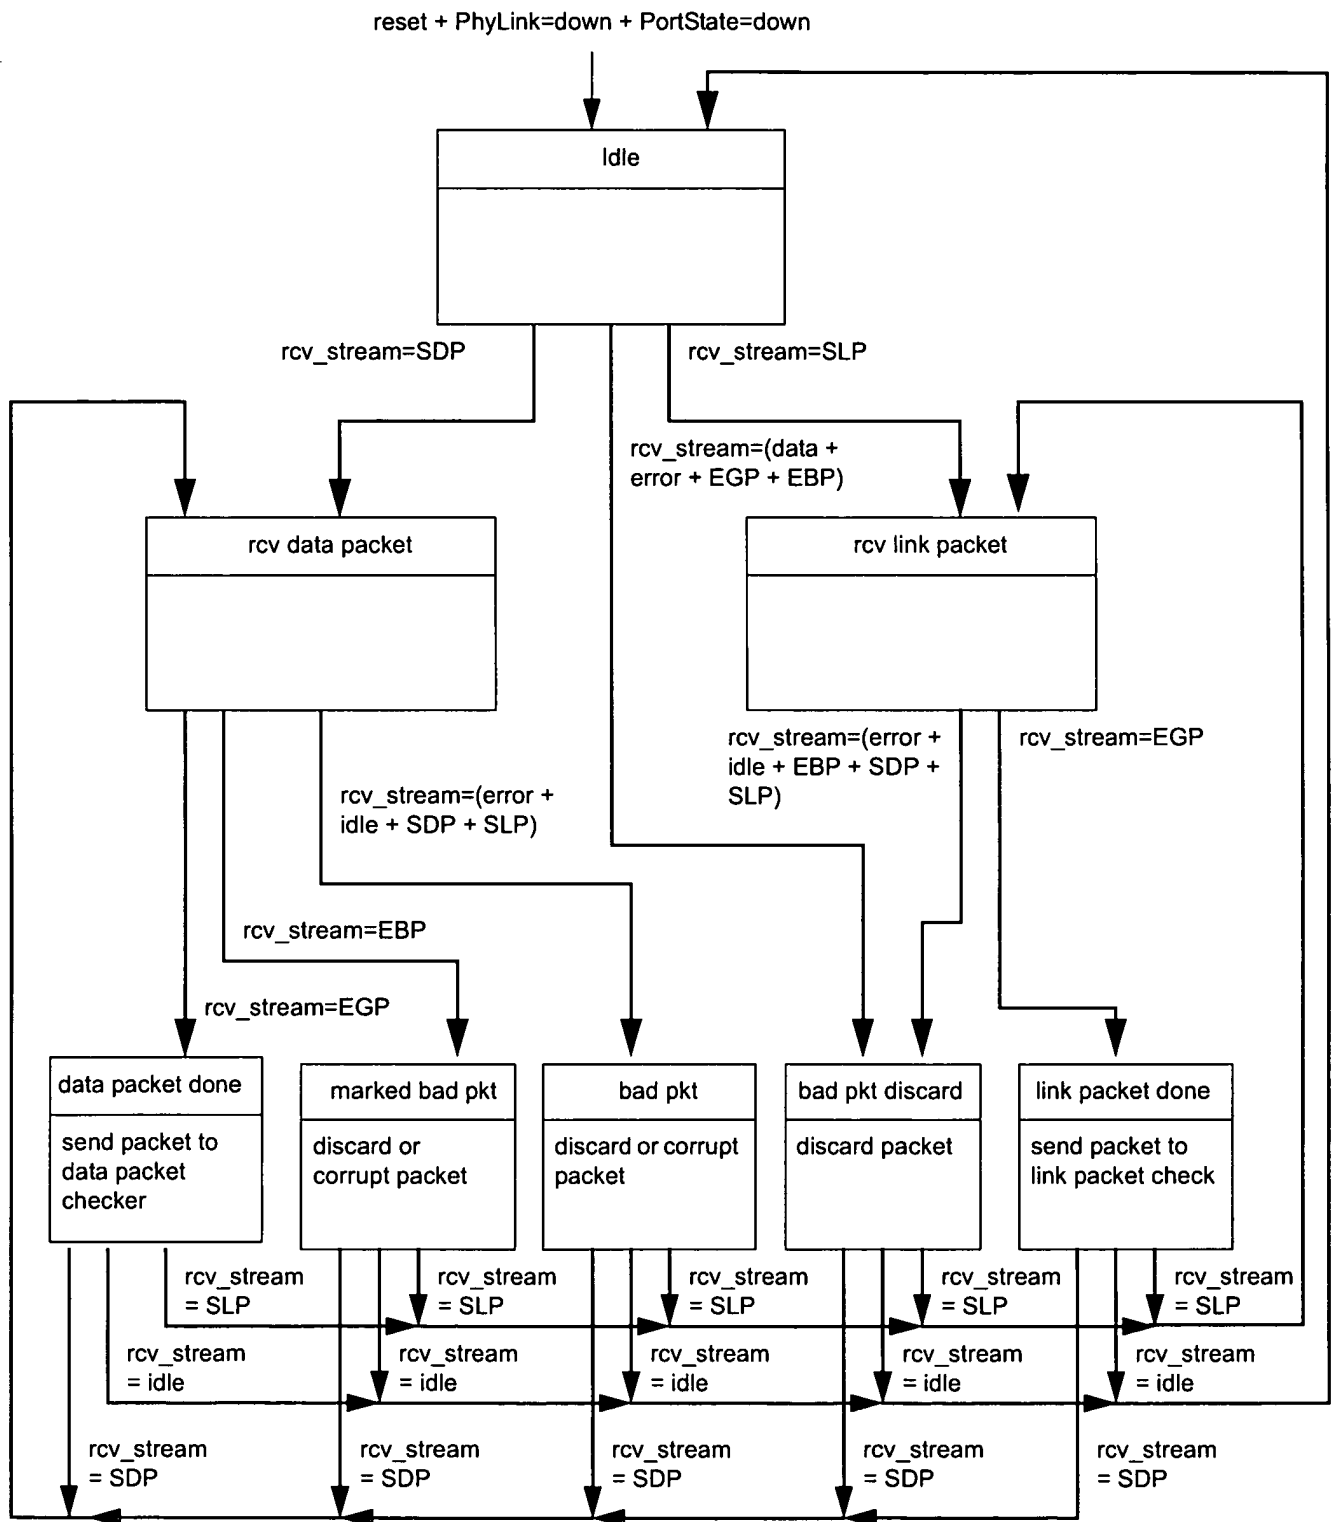 reset + PhyLink=down + PortState=down
Idle
rcv_stream=SDP
rcv_stream=SLP
rcv_stream=(data +
error + EGP + EBP)
rcv data packet
rcv link packet
rcv_stream=(error +
idle + EBP + SDP +
SLP)
rcv_stream=EGP
rcv_stream=(error +
idle + SDP + SLP)
rcv_stream=EBP
rcv_stream=EGP
data packet done
send packet to
data packet
checker
marked bad pkt
discard or
corrupt packet
bad pkt
discard or corrupt
packet
bad pkt discard
discard packet
link packet done
send packet to
link packet check
rcv_stream
= SLP
rcv_stream
= SLP
rcv_stream
= SLP
rcv_stream
= SLP
rcv_stream
= SLP
rcv_stream
= idle
rcv_stream
= idle
rcv_stream
= idle
rcv_stream
= idle
rcv_stream
= idle
rcv_stream
= SDP
rcv_stream
= SDP
rcv_stream
= SDP
rcv_stream
= SDP
rcv_stream
= SDP